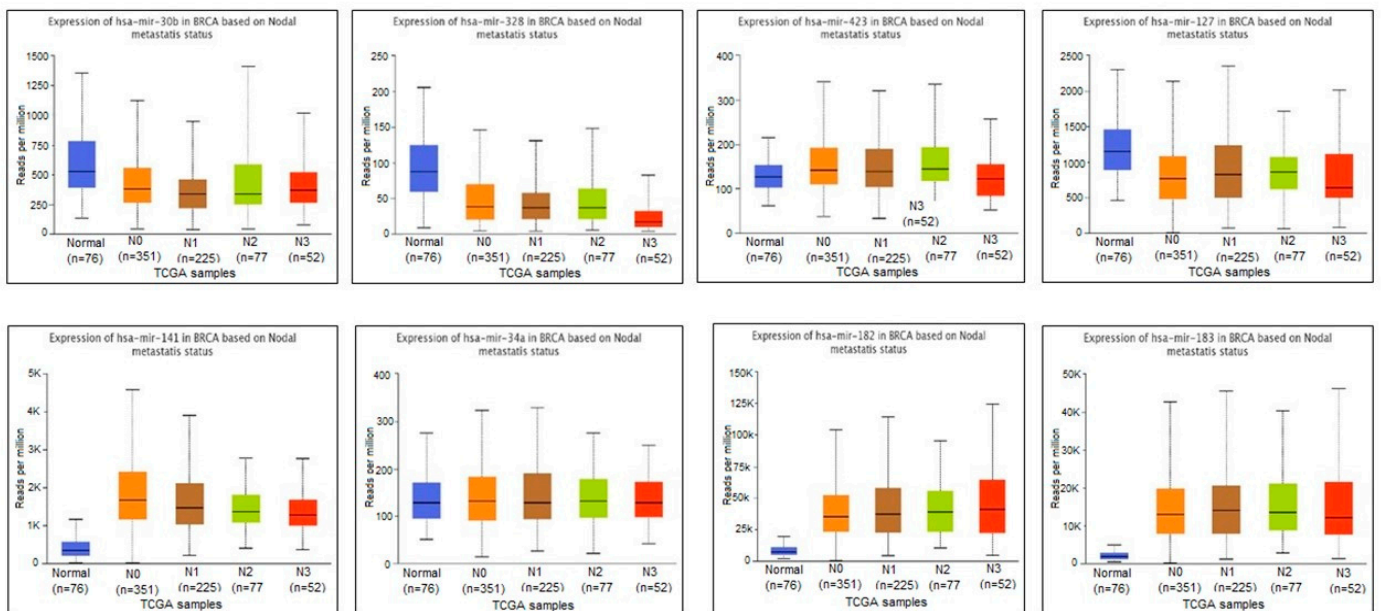 Expression of hsa-mir-30b in BRCA based on Nodal
metastatis status
Reads per million
1500
1250
1000
750
500
250
0
Normal N0 N1 N2 N3
(n=76) (n=351) (n=225) (n=77) (n=52)
TCGA samples
Expression of hsa-mir-328 in BRCA based on Nodal
metastatis status
Reads per million
250
200
150
100
50
0
Normal N0 N1 N2 N3
(n=76) (n=351) (n=225) (n=77) (n=52)
TCGA samples
Expression of hsa-mir-423 in BRCA based on Nodal
metastatis status
Reads per million
400
300
200
100
0
N3
(n=52)
Normal N0 N1 N2 N3
(n=76) (n=351) (n=225) (n=77) (n=52)
TCGA samples
Expression of hsa-mir-127 in BRCA based on Nodal
metastatis status
Reads per million
2500
2000
1500
1000
500
0
Normal N0 N1 N2 N3
(n=76) (n=351) (n=225) (n=77) (n=52)
TCGA samples
Expression of hsa-mir-141 in BRCA based on Nodal
metastatis status
Reads per million
5K
4K
3K
2K
1K
0
Normal N0 N1 N2 N3
(n=76) (n=351) (n=225) (n=77) (n=52)
TCGA samples
Expression of hsa-mir-34a in BRCA based on Nodal
metastatis status
Reads per million
400
300
200
100
0
Normal N0 N1 N2 N3
(n=76) (n=351) (n=225) (n=77) (n=52)
TCGA samples
Expression of hsa-mir-182 in BRCA based on Nodal
metastatis status
Reads per million
150K
125K
100K
75K
50K
25K
0
Normal N0 N1 N2 N3
(n=76) (n=351) (n=225) (n=77) (n=52)
TCGA samples
Expression of hsa-mir-183 in BRCA based on Nodal
metastatis status
Reads per million
50K
40K
30K
20K
10K
0
Normal N0 N1 N2 N3
(n=76) (n=351) (n=225) (n=77) (n=52)
TCGA samples